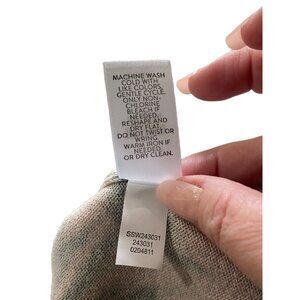 MACHINE WASH
COLD WITH
LIKE COLORS,
GENTLE CYCLE.
ONLY NON-
CHLORINE
BLEACH IF
NEEDED.
RESHAPE AND
DRY FLAT.
DO NOT TWIST OR
WRING.
WARM IRON IF
NEEDED
OR DRY CLEAN.
SSW243031
243031
0204811